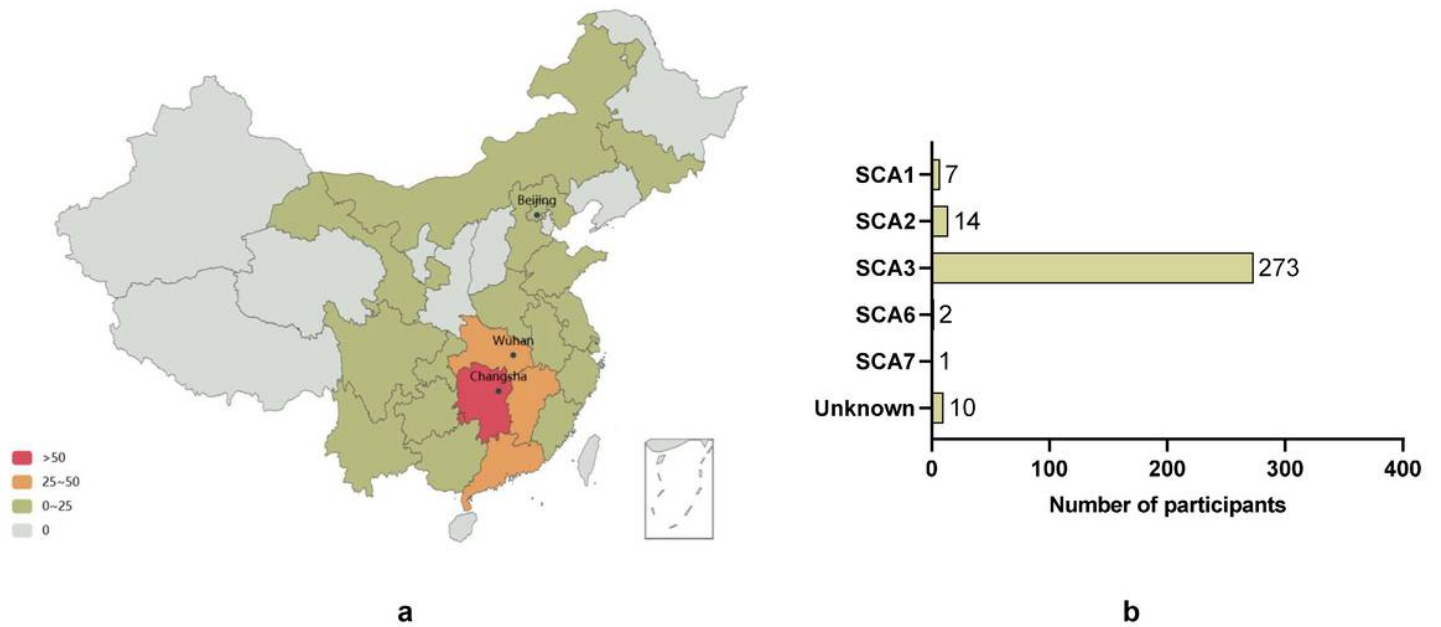 Beijing
Wuhan
Changsha
>50
25~50
0~25
0
SCA1 7
SCA2 14
SCA3 273
SCA6 2
SCA7 1
Unknown 10
0 100 200 300 400
Number of participants
a b